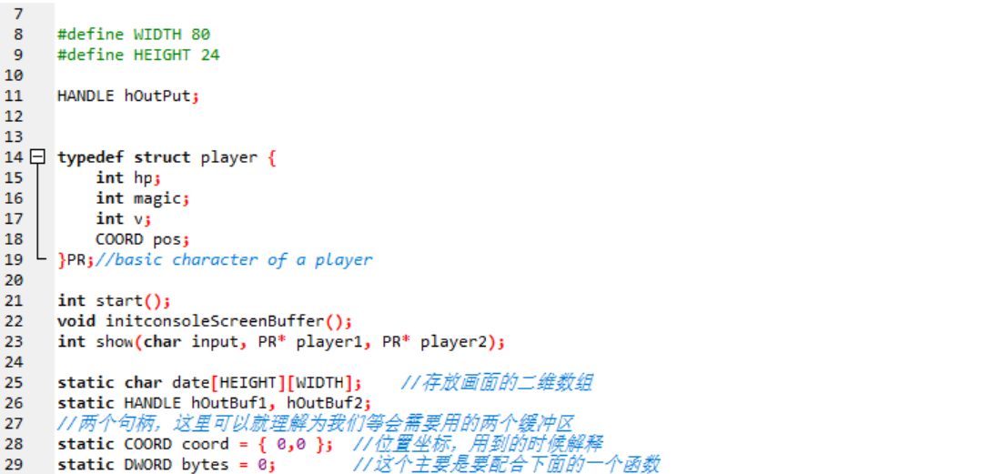 7
8 #define WIDTH 80
9 #define HEIGHT 24
10
11 HANDLE hOutPut;
12
13
14 typedef struct player {
15 int hp;
16 int magic;
17 int v;
18 COORD pos;
19 }PR;//basic character of a player
20
21 int start();
22 void initconsoleScreenBuffer();
23 int show(char input, PR* player1, PR* player2);
24
25 static char date[HEIGHT][WIDTH]; //存放画面的二维数组
26 static HANDLE hOutBuf1, hOutBuf2;
27 //两个句柄，这里可以就理解为我们等会需要用的两个缓冲区
28 static COORD coord = { 0,0 }; //位置坐标，用到的时候解释
29 static DWORD bytes = 0; //这个主要是要配合下面的一个函数